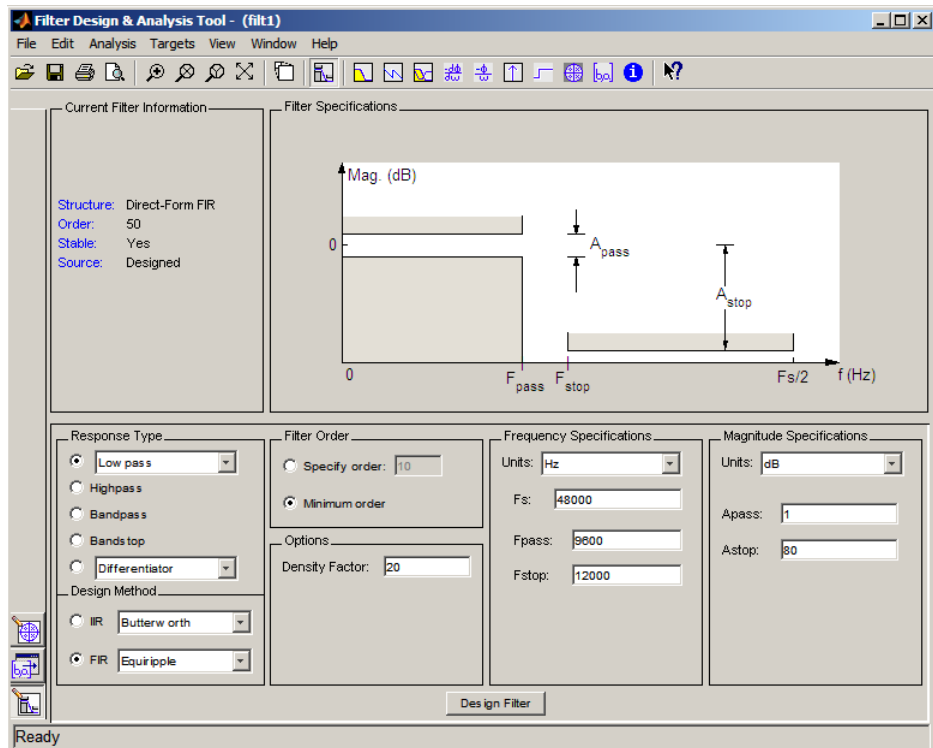 Filter Design & Analysis Tool - (filt1)
File Edit Analysis Targets View Window Help
Current Filter Information
Structure: Direct-Form FIR
Order: 50
Stable: Yes
Source: Designed
Filter Specifications
Mag. (dB)
0
A pass
A stop
0
F pass
F stop
Fs/2
f (Hz)
Response Type
Low pass
Highpass
Bandpass
Bandstop
Differentiator
Design Method
IIR Butterworth
FIR Equiripple
Filter Order
Specify order: 10
Minimum order
Options
Density Factor: 20
Frequency Specifications
Units: Hz
Fs: 48000
Fpass: 9600
Fstop: 12000
Magnitude Specifications
Units: dB
Apass: 1
Astop: 80
Design Filter
Ready